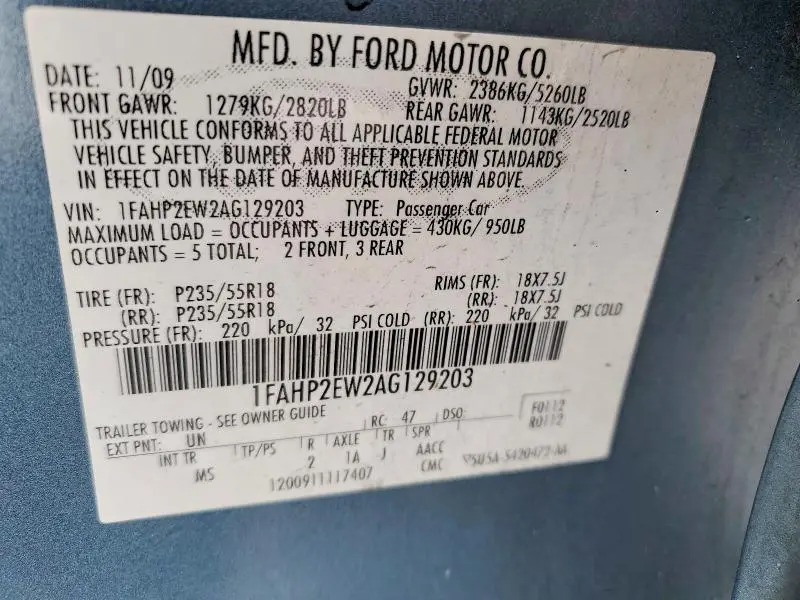 MFD. BY FORD MOTOR CO.
DATE: 11/09 GVWR: 2386KG/5260LB
FRONT GAWR: 1279KG/2820LB REAR GAWR: 1143KG/2520LB
THIS VEHICLE CONFORMS TO ALL APPLICABLE FEDERAL MOTOR
VEHICLE SAFETY, BUMPER, AND THEFT PREVENTION STANDARDS
IN EFFECT ON THE DATE OF MANUFACTURE SHOWN ABOVE.
VIN: 1FAHP2EW2AG129203 TYPE: Passenger Car
MAXIMUM LOAD = OCCUPANTS + LUGGAGE = 430KG/ 950LB
OCCUPANTS = 5 TOTAL; 2 FRONT, 3 REAR
TIRE (FR): P235/55R18 RIMS (FR): 18X7.5J
(RR): P235/55R18 (RR): 18X7.5J
PRESSURE (FR): 220 kPa/ 32 PSI COLD (RR): 220 kPa/ 32 PSI COLD
1FAHP2EW2AG129203
TRAILER TOWING - SEE OWNER GUIDE RC: 47 DSO: F0112
EXT PNT: UN R0112
INT TR TP/PS R AXLE TR SPR
MS 2 1A J AACC
1200911117407 CMC